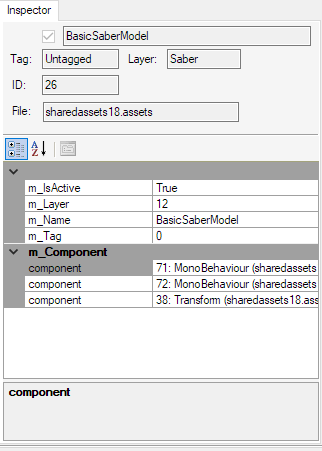 Inspector
BasicSaberModel
Tag: Untagged Layer: Saber
ID: 26
File: sharedassets18.assets
A
Z
m_IsActive True
m_Layer 12
m_Name BasicSaberModel
m_Tag 0
m_Component
component 71: MonoBehaviour (sharedassets
component 72: MonoBehaviour (sharedassets
component 38: Transform (sharedassets18.ass
component